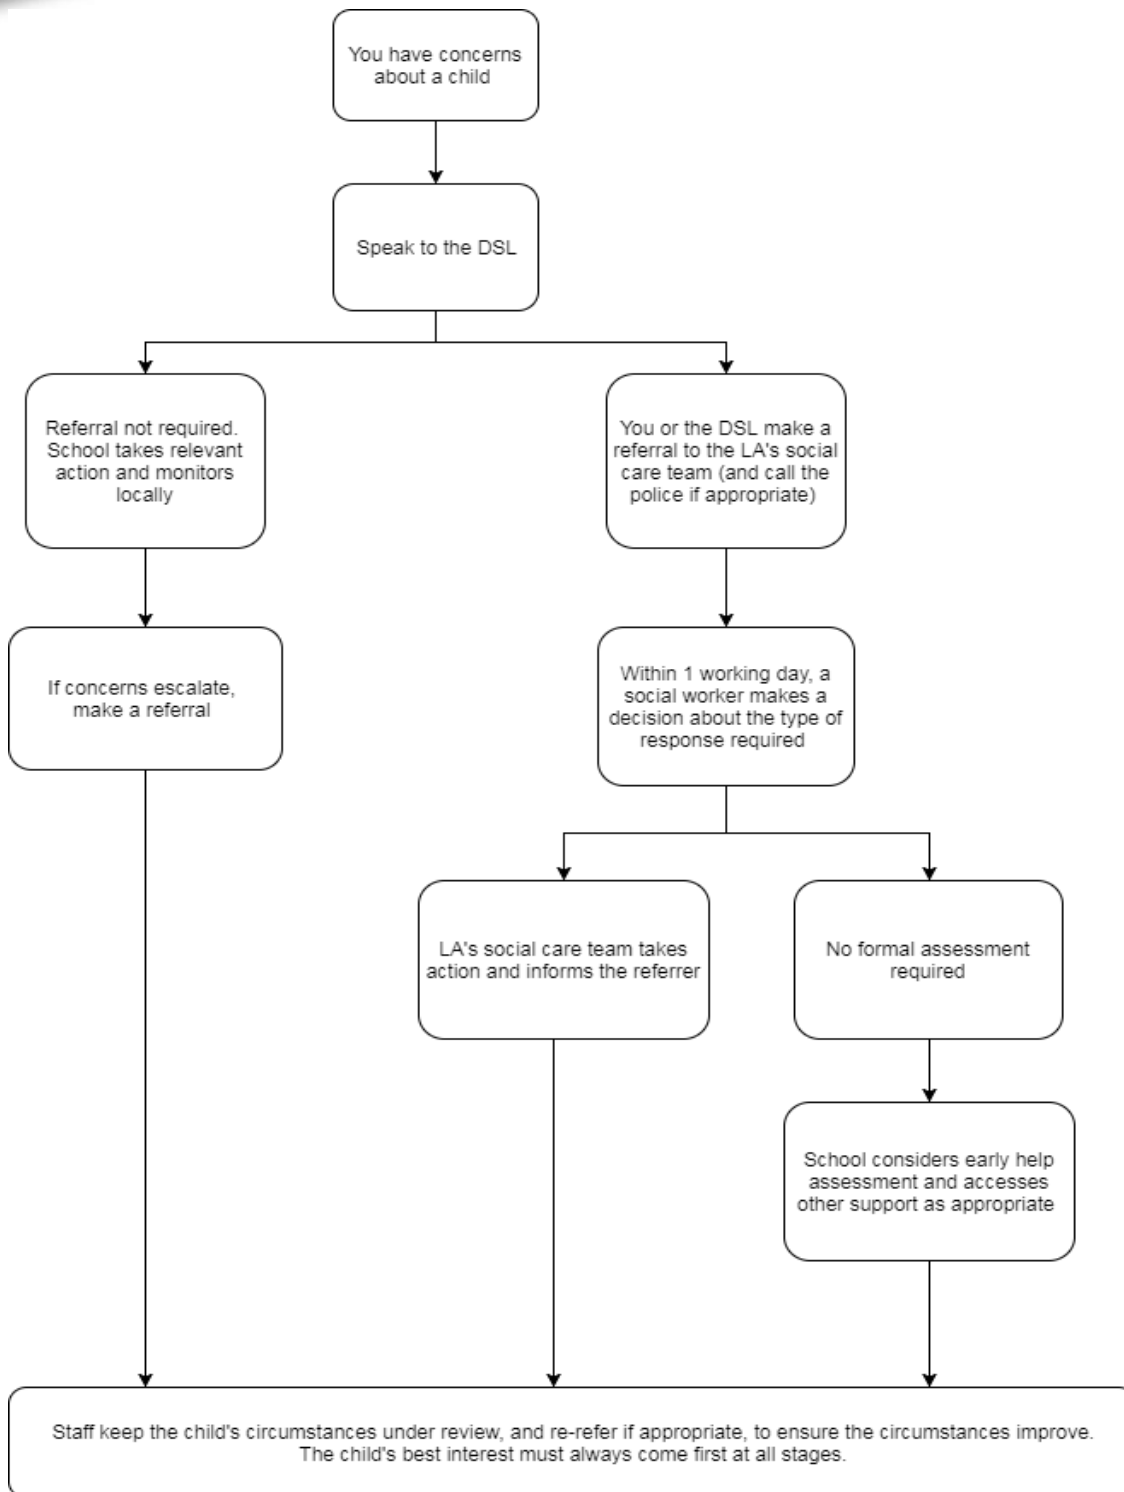 You have concerns
about a child
Speak to the DSL
Referral not required.
School takes relevant
action and monitors
locally
You or the DSL make a
referral to the LA's social
care team (and call the
police if appropriate)
If concerns escalate,
make a referral
Within 1 working day, a
social worker makes a
decision about the type of
response required
LA's social care team takes
action and informs the referrer
No formal assessment
required
School considers early help
assessment and accesses
other support as appropriate
Staff keep the child's circumstances under review, and re-refer if appropriate, to ensure the circumstances improve.
The child's best interest must always come first at all stages.